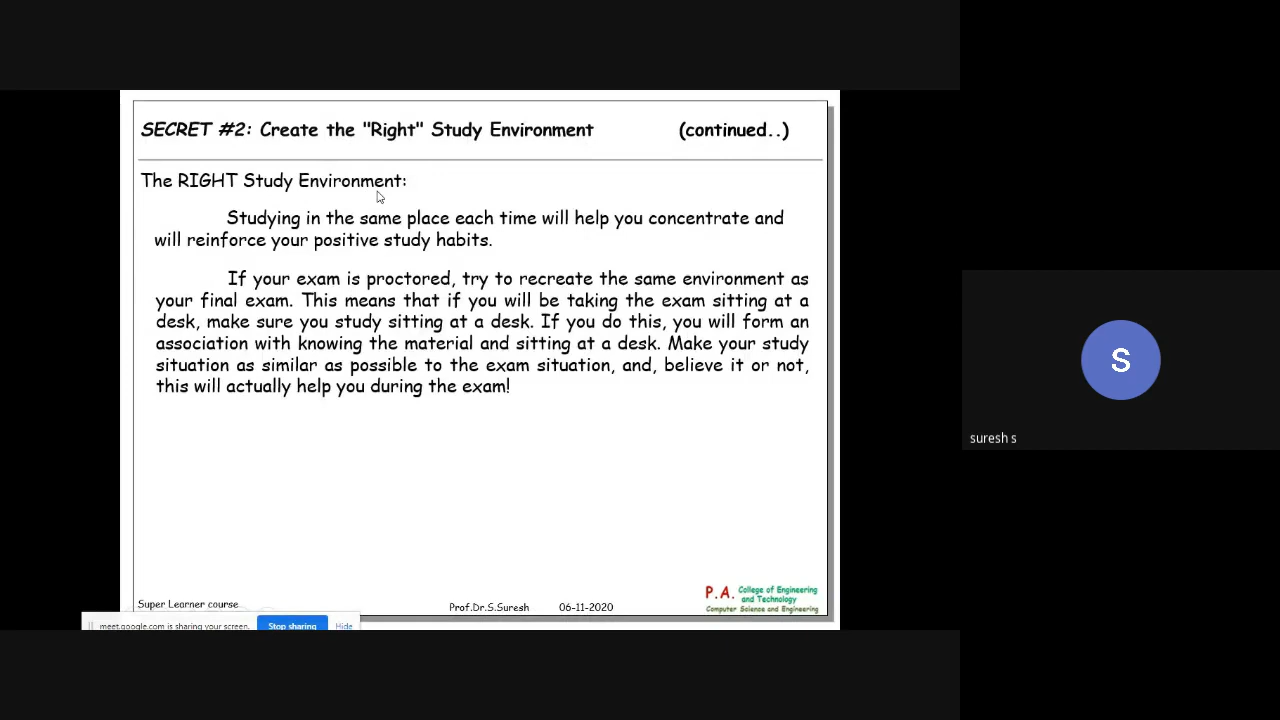 SECRET #2: Create the "Right" Study Environment (continued..)
The RIGHT Study Environment:
Studying in the same place each time will help you concentrate and
will reinforce your positive study habits.
If your exam is proctored, try to recreate the same environment as
your final exam. This means that if you will be taking the exam sitting at a
desk, make sure you study sitting at a desk. If you do this, you will form an
association with knowing the material and sitting at a desk. Make your study
situation as similar as possible to the exam situation, and, believe it or not,
this will actually help you during the exam!
S
suresh s
P.A. College of Engineering
and Technology
Computer Science and Engineering
Super Learner course
Prof.Dr.S.Suresh 06-11-2020
meet.google.com is sharing your screen. Stop sharing Hide